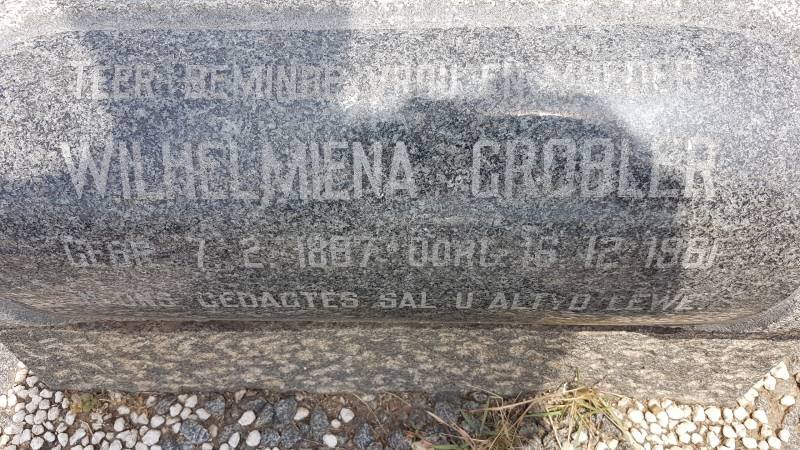 TEER BEMINDE VROU EN MOEDER
WILHELMIENA GROBLER
GEBR. 7. 2. 1887. OORL. 16. 12. 1961
IN ONS GEDAGTES SAL U ALTYD LEWE